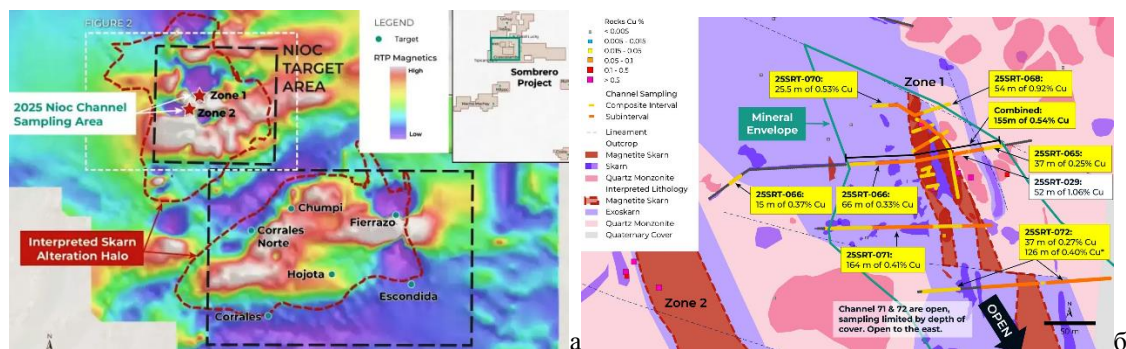 FIGURE 2
NIOC
TARGET
AREA
Zone 1
Zone 2
2025 Nioc Channel
Sampling Area
LEGEND
Target
RTP Magnetics
High
Low
Sombrero
Project
Interpreted Skarn
Alteration Halo
Chumpi
Corrales
Norte
Fierrazo
Hojota
Escondida
Corrales
N
а
Rocks Cu %
< 0.005
0.005 - 0.015
0.015 - 0.05
0.05 - 0.1
0.1 - 0.5
> 0.5
Channel Sampling
Composite Interval
Subinterval
Lineament
Outcrop
Magnetite Skarn
Skarn
Quartz Monzonite
Interpreted Lithology
Magnetite Skarn
Exoskarn
Quartz Monzonite
Quaternary Cover
Zone 1
25SRT-070:
25.5 m of 0.53% Cu
25SRT-068:
54 m of 0.92% Cu
Mineral
Envelope
Combined:
155m of 0.54% Cu
25SSRT-065:
37 m of 0.25% Cu
25SSRT-029:
52 m of 1.06% Cu
25SSRT-066:
15 m of 0.37% Cu
25SSRT-066:
66 m of 0.33% Cu
25SSRT-072:
37 m of 0.27% Cu
126 m of 0.40% Cu*
25SSRT-071:
164 m of 0.41% Cu
Zone 2
Channel 71 & 72 are open,
sampling limited by depth of
cover. Open to the east.
OPEN
N
50 m
б